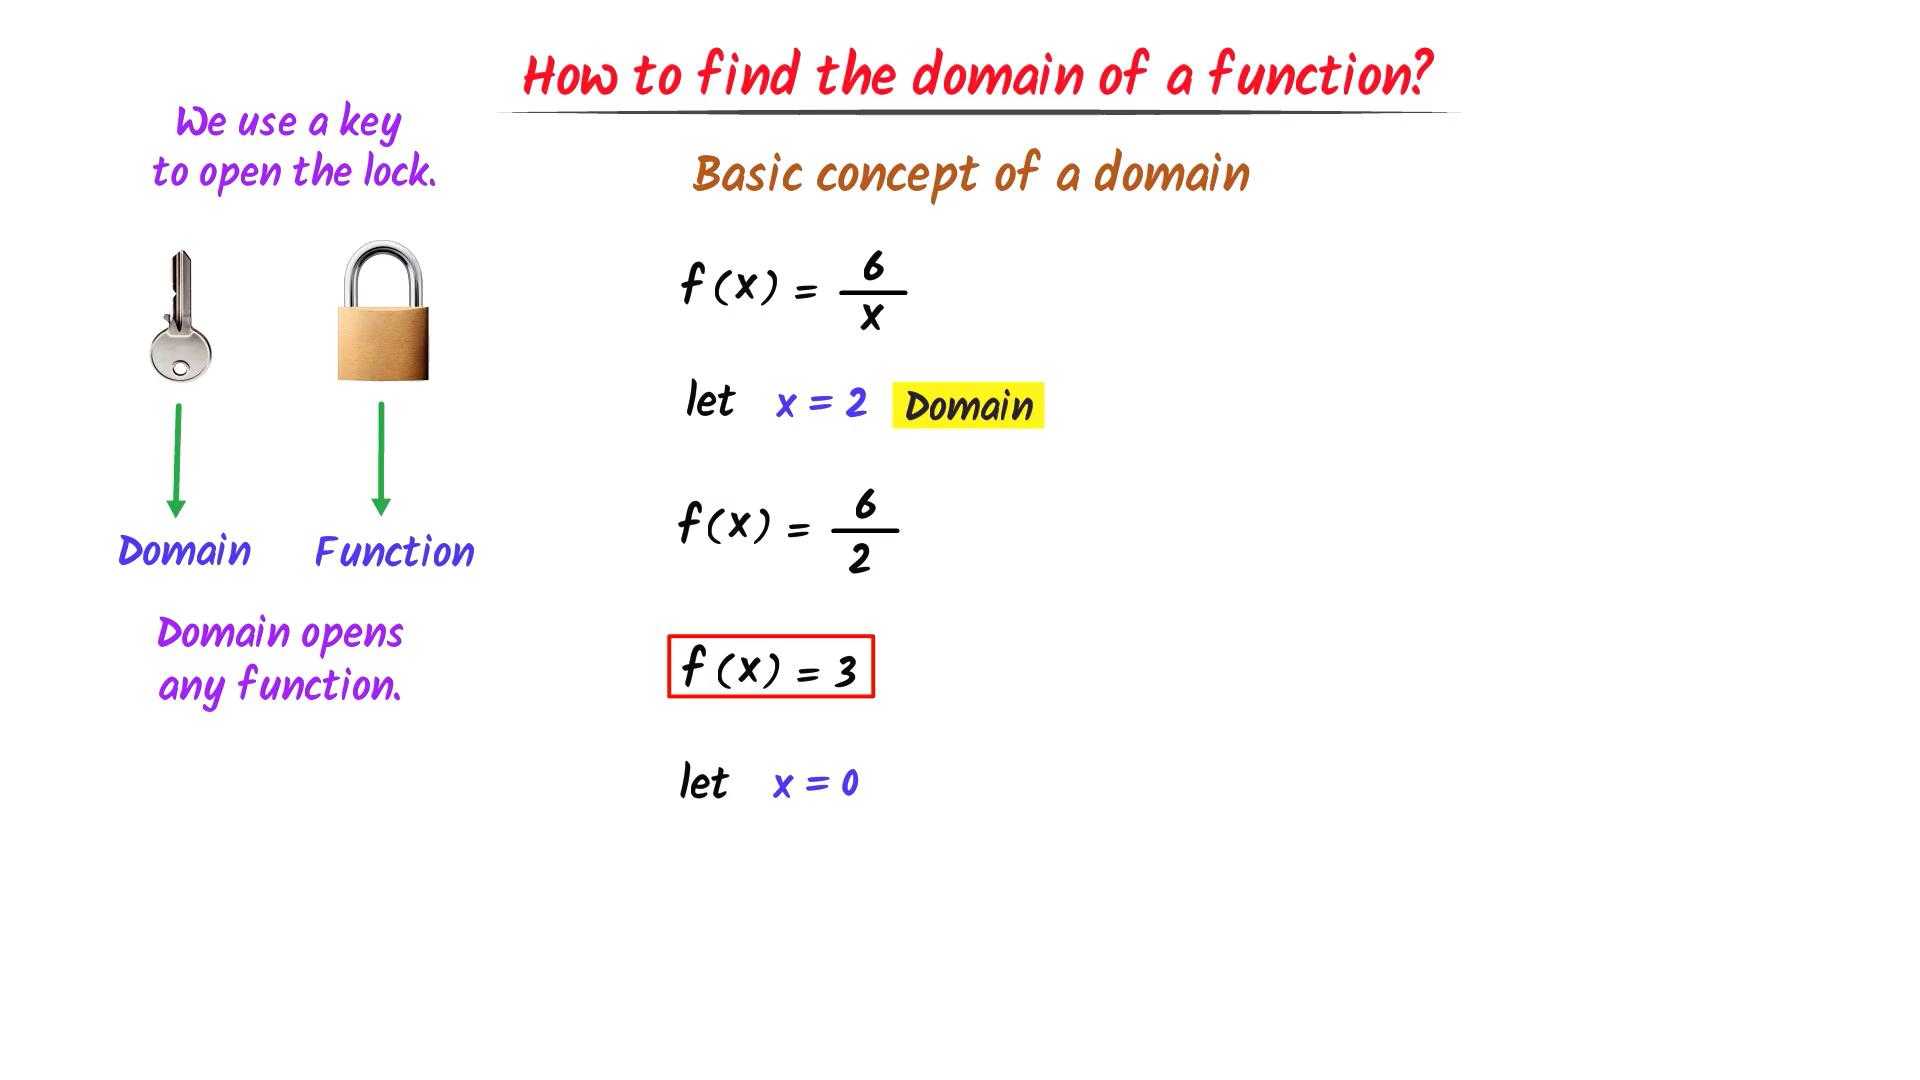 How to find the domain of a function?
We use a key
to open the lock.
Domain
Function
Domain opens
any function.
Basic concept of a domain
f(x) = 6/x
let x = 2 Domain
f(x) = 6/2
f(x) = 3
let x = 0